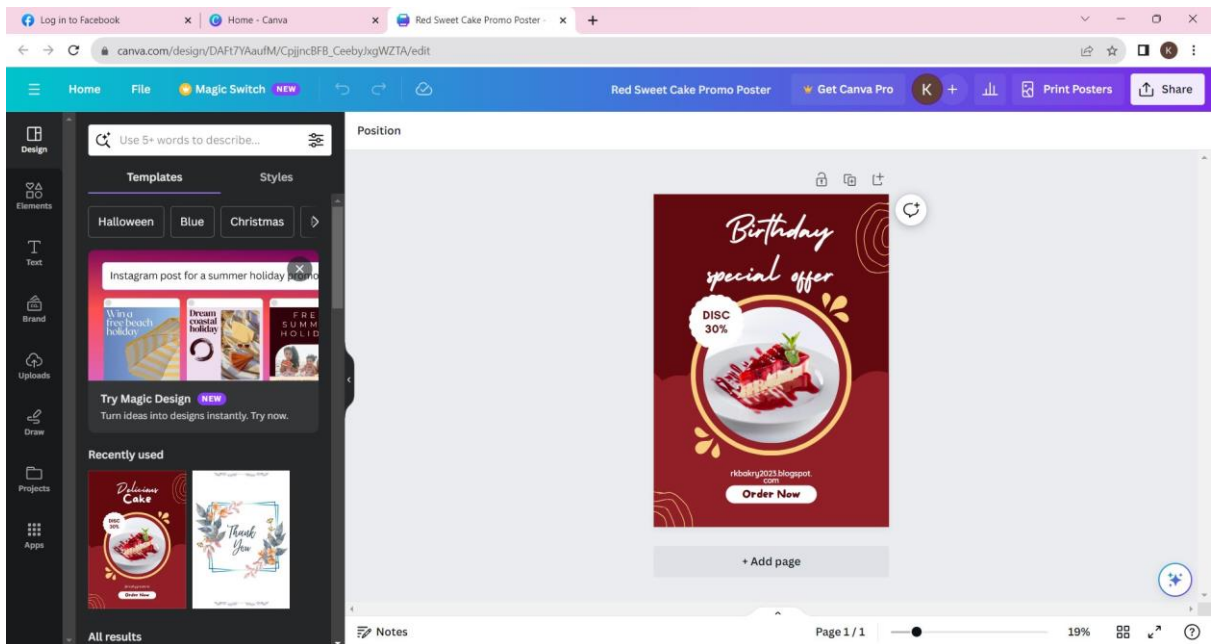 Log in to Facebook
Home - Canva
Red Sweet Cake Promo Poster -
canva.com/design/DAFt7YAaufM/CpjjncBFB_CeebyJxgWZTA/edit
K
Home
File
Magic Switch NEW
Red Sweet Cake Promo Poster
Get Canva Pro
K
Print Posters
Share
Design
Elements
Text
Brand
Uploads
Draw
Projects
Apps
Use 5+ words to describe...
Templates
Styles
Halloween
Blue
Christmas
Instagram post for a summer holiday promo
Win a
free beach
holiday
Dream
coastal
holiday
FRE
SUMM
HOLID
Try Magic Design NEW
Turn ideas into designs instantly. Try now.
Recently used
Delicious
Cake
DISC
30%
Order Now
Thank
You
All results
Position
Birthday
special offer
DISC
30%
rkbakry2023.blogspot.
com
Order Now
+ Add page
Notes
Page 1 / 1
19%